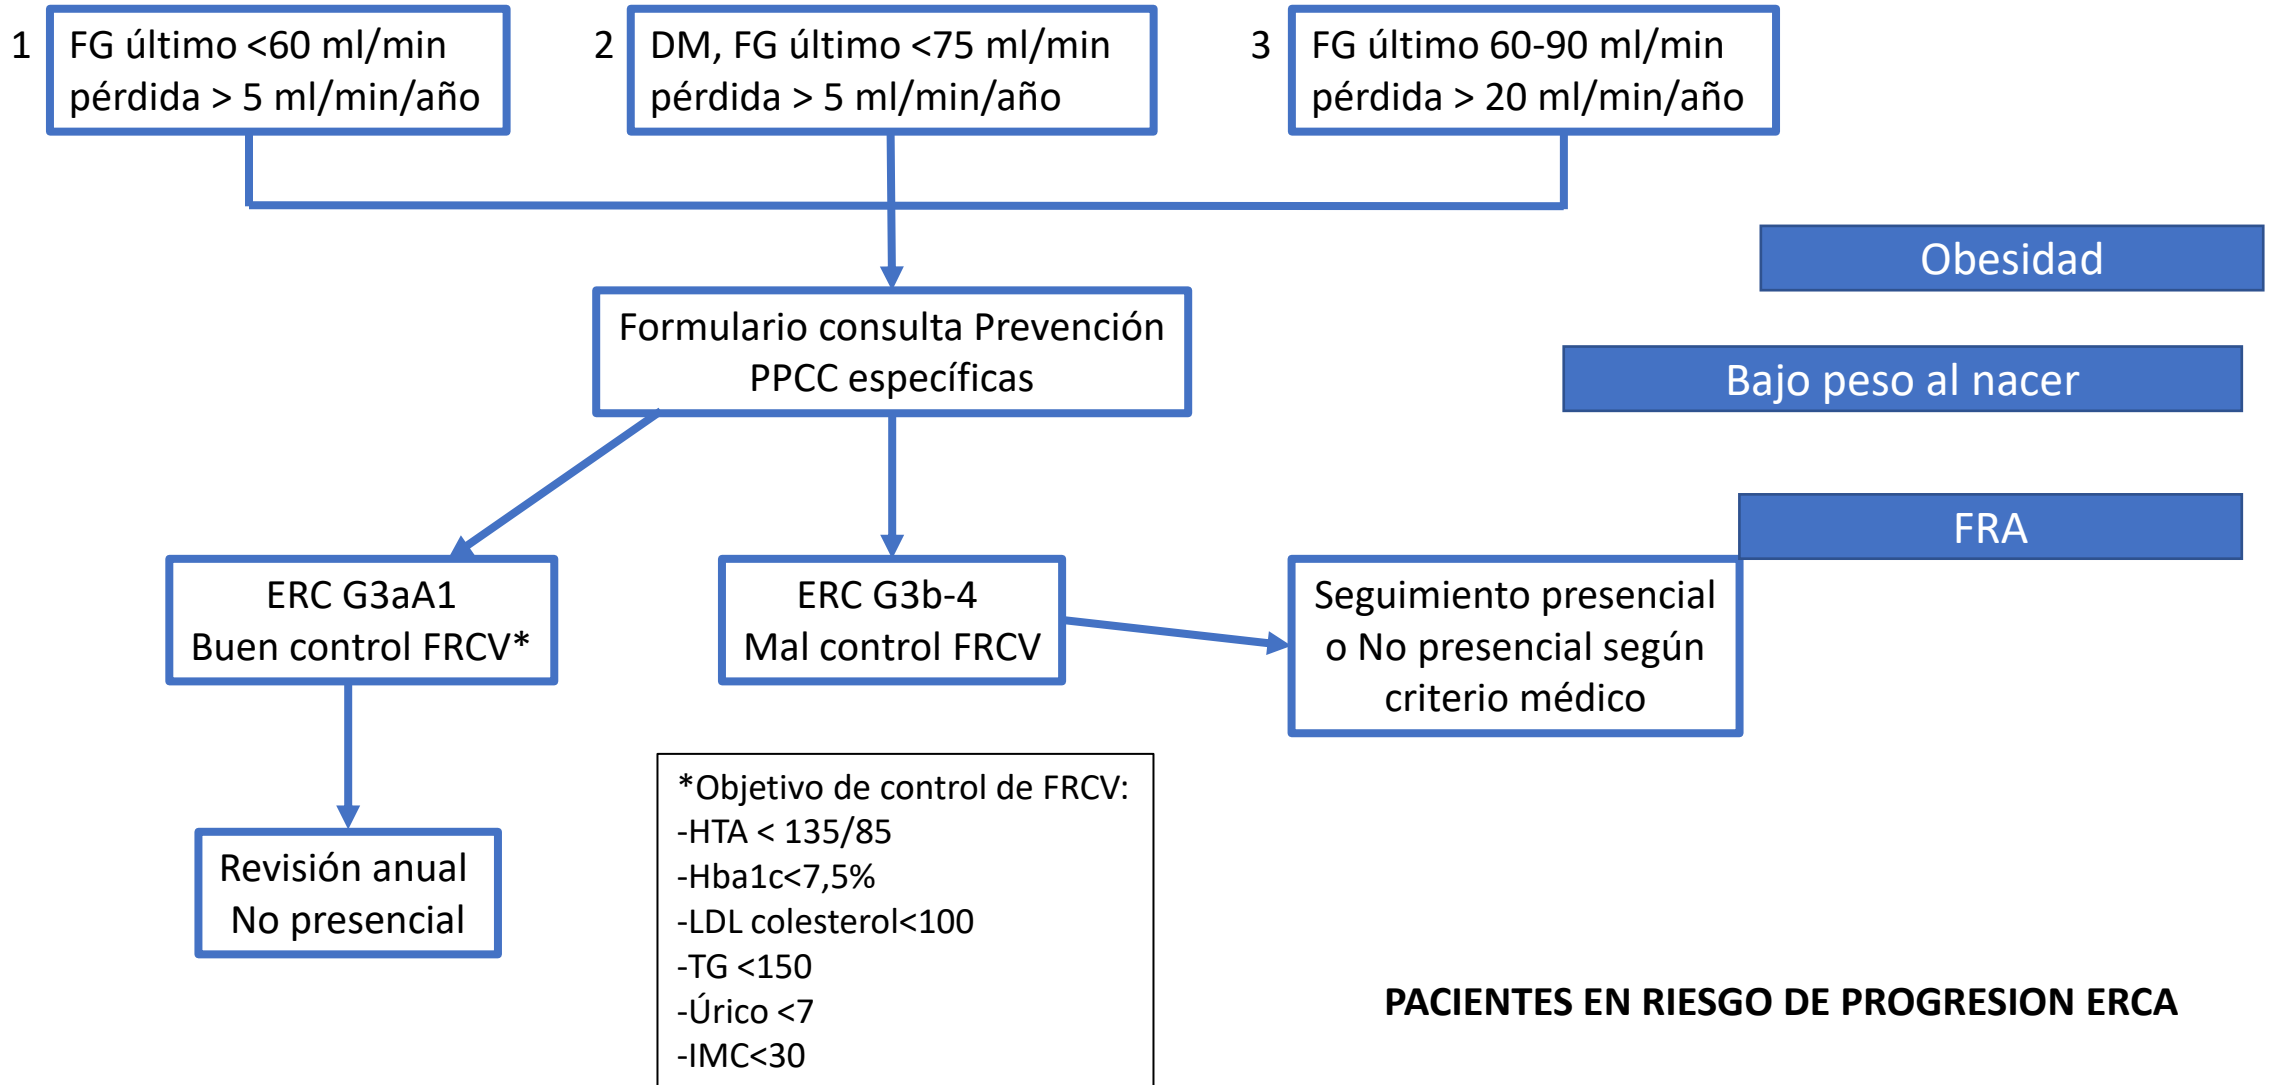 1
FG último <60 ml/min
pérdida > 5 ml/min/año
2
DM, FG último <75 ml/min
pérdida > 5 ml/min/año
3
FG último 60-90 ml/min
pérdida > 20 ml/min/año
Obesidad
Formulario consulta Prevención
PPCC específicas
Bajo peso al nacer
FRA
ERC G3aA1
Buen control FRCV*
ERC G3b-4
Mal control FRCV
Seguimiento presencial
o No presencial según
criterio médico
Revisión anual
No presencial
*Objetivo de control de FRCV:
-HTA < 135/85
-Hba1c<7,5%
-LDL colesterol<100
-TG <150
-Úrico <7
-IMC<30
PACIENTES EN RIESGO DE PROGRESION ERCA